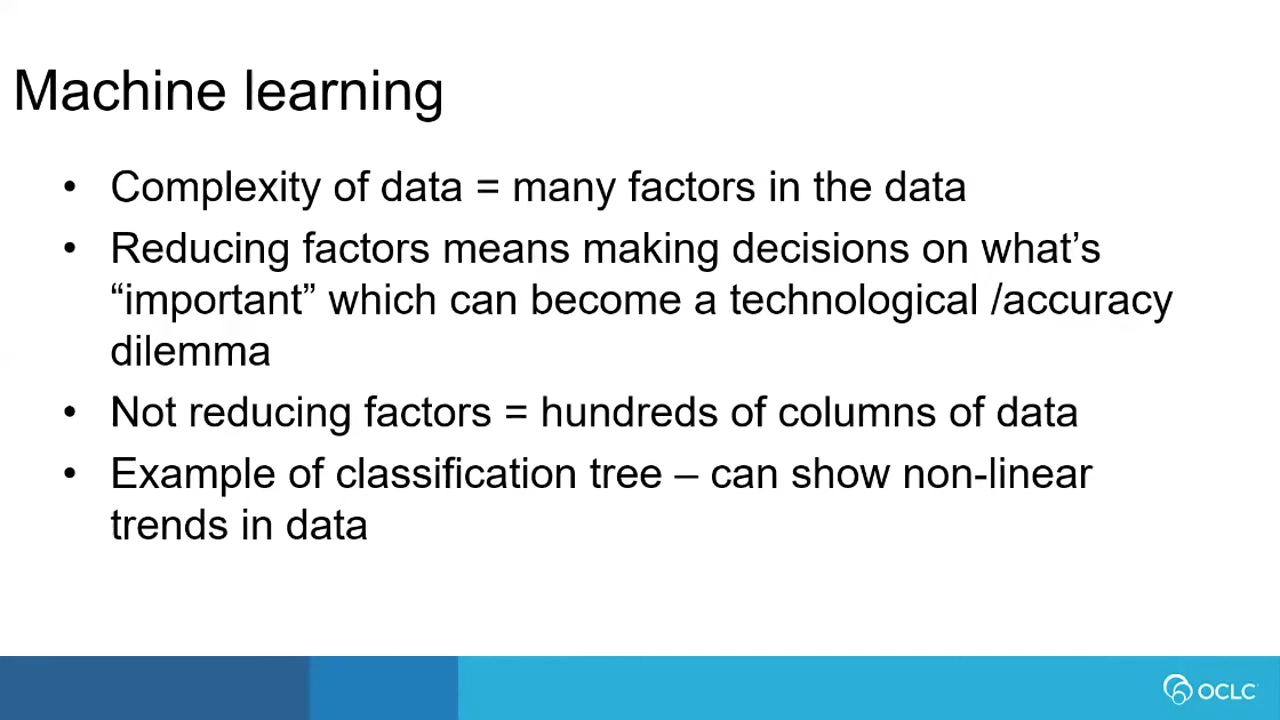 Machine learning
• Complexity of data = many factors in the data
• Reducing factors means making decisions on what’s
“important” which can become a technological /accuracy
dilemma
• Not reducing factors = hundreds of columns of data
• Example of classification tree – can show non-linear
trends in data
OCLC